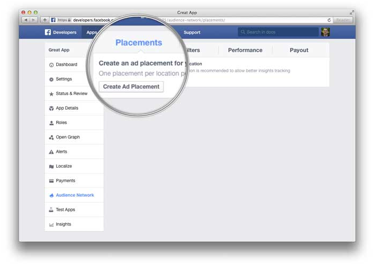 Great App
developers.facebook.c
audience-network/placements/
Developers
Apps
Support
Search in docs
Great App
Placements
Filters
Performance
Payout
Create an ad placement for
location
One placement per location
is recommended to allow better insights tracking
Create Ad Placement
Dashboard
Settings
Status & Review
App Details
Roles
Open Graph
Alerts
Localize
Payments
Audience Network
Test Apps
Insights